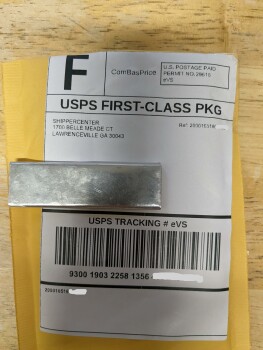 F
ComBasPrice
U.S. POSTAGE PAID
PERMIT NO.
eVS
USPS FIRST-CLASS PKG
SHIPPERCENTER
1700 BELLE MEADE CT
LAWRENCEVILLE GA 30043
Ref:
USPS TRACKING # eVS
9300 1903 2258 1356